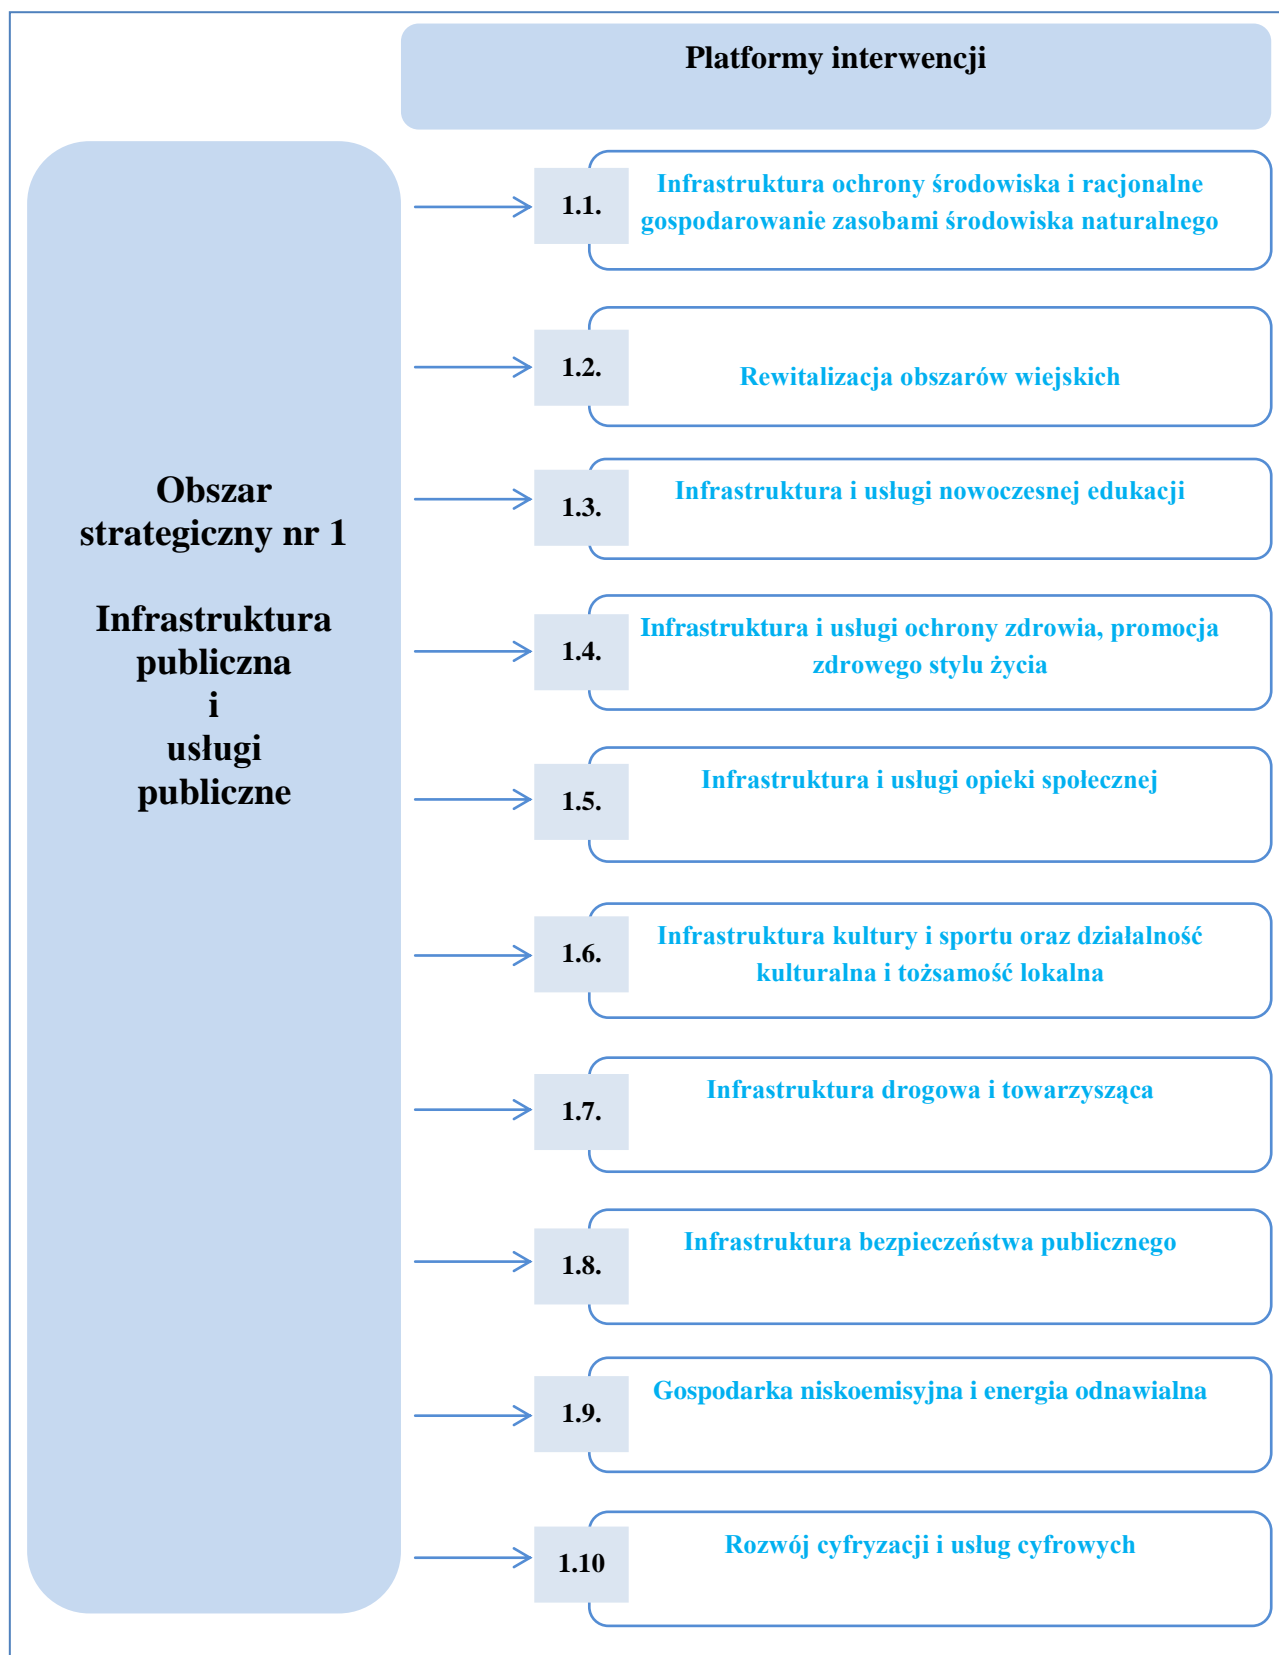 Platformy interwencji
Obszar
strategiczny nr 1
Infrastruktura
publiczna
i
usługi
publiczne
1.1.
Infrastruktura ochrony środowiska i racjonalne
gospodarowanie zasobami środowiska naturalnego
1.2.
Rewitalizacja obszarów wiejskich
1.3.
Infrastruktura i usługi nowoczesnej edukacji
1.4.
Infrastruktura i usługi ochrony zdrowia, promocja
zdrowego stylu życia
1.5.
Infrastruktura i usługi opieki społecznej
1.6.
Infrastruktura kultury i sportu oraz działalność
kulturalna i tożsamość lokalna
1.7.
Infrastruktura drogowa i towarzysząca
1.8.
Infrastruktura bezpieczeństwa publicznego
1.9.
Gospodarka niskoemisyjna i energia odnawialna
1.10
Rozwój cyfryzacji i usług cyfrowych